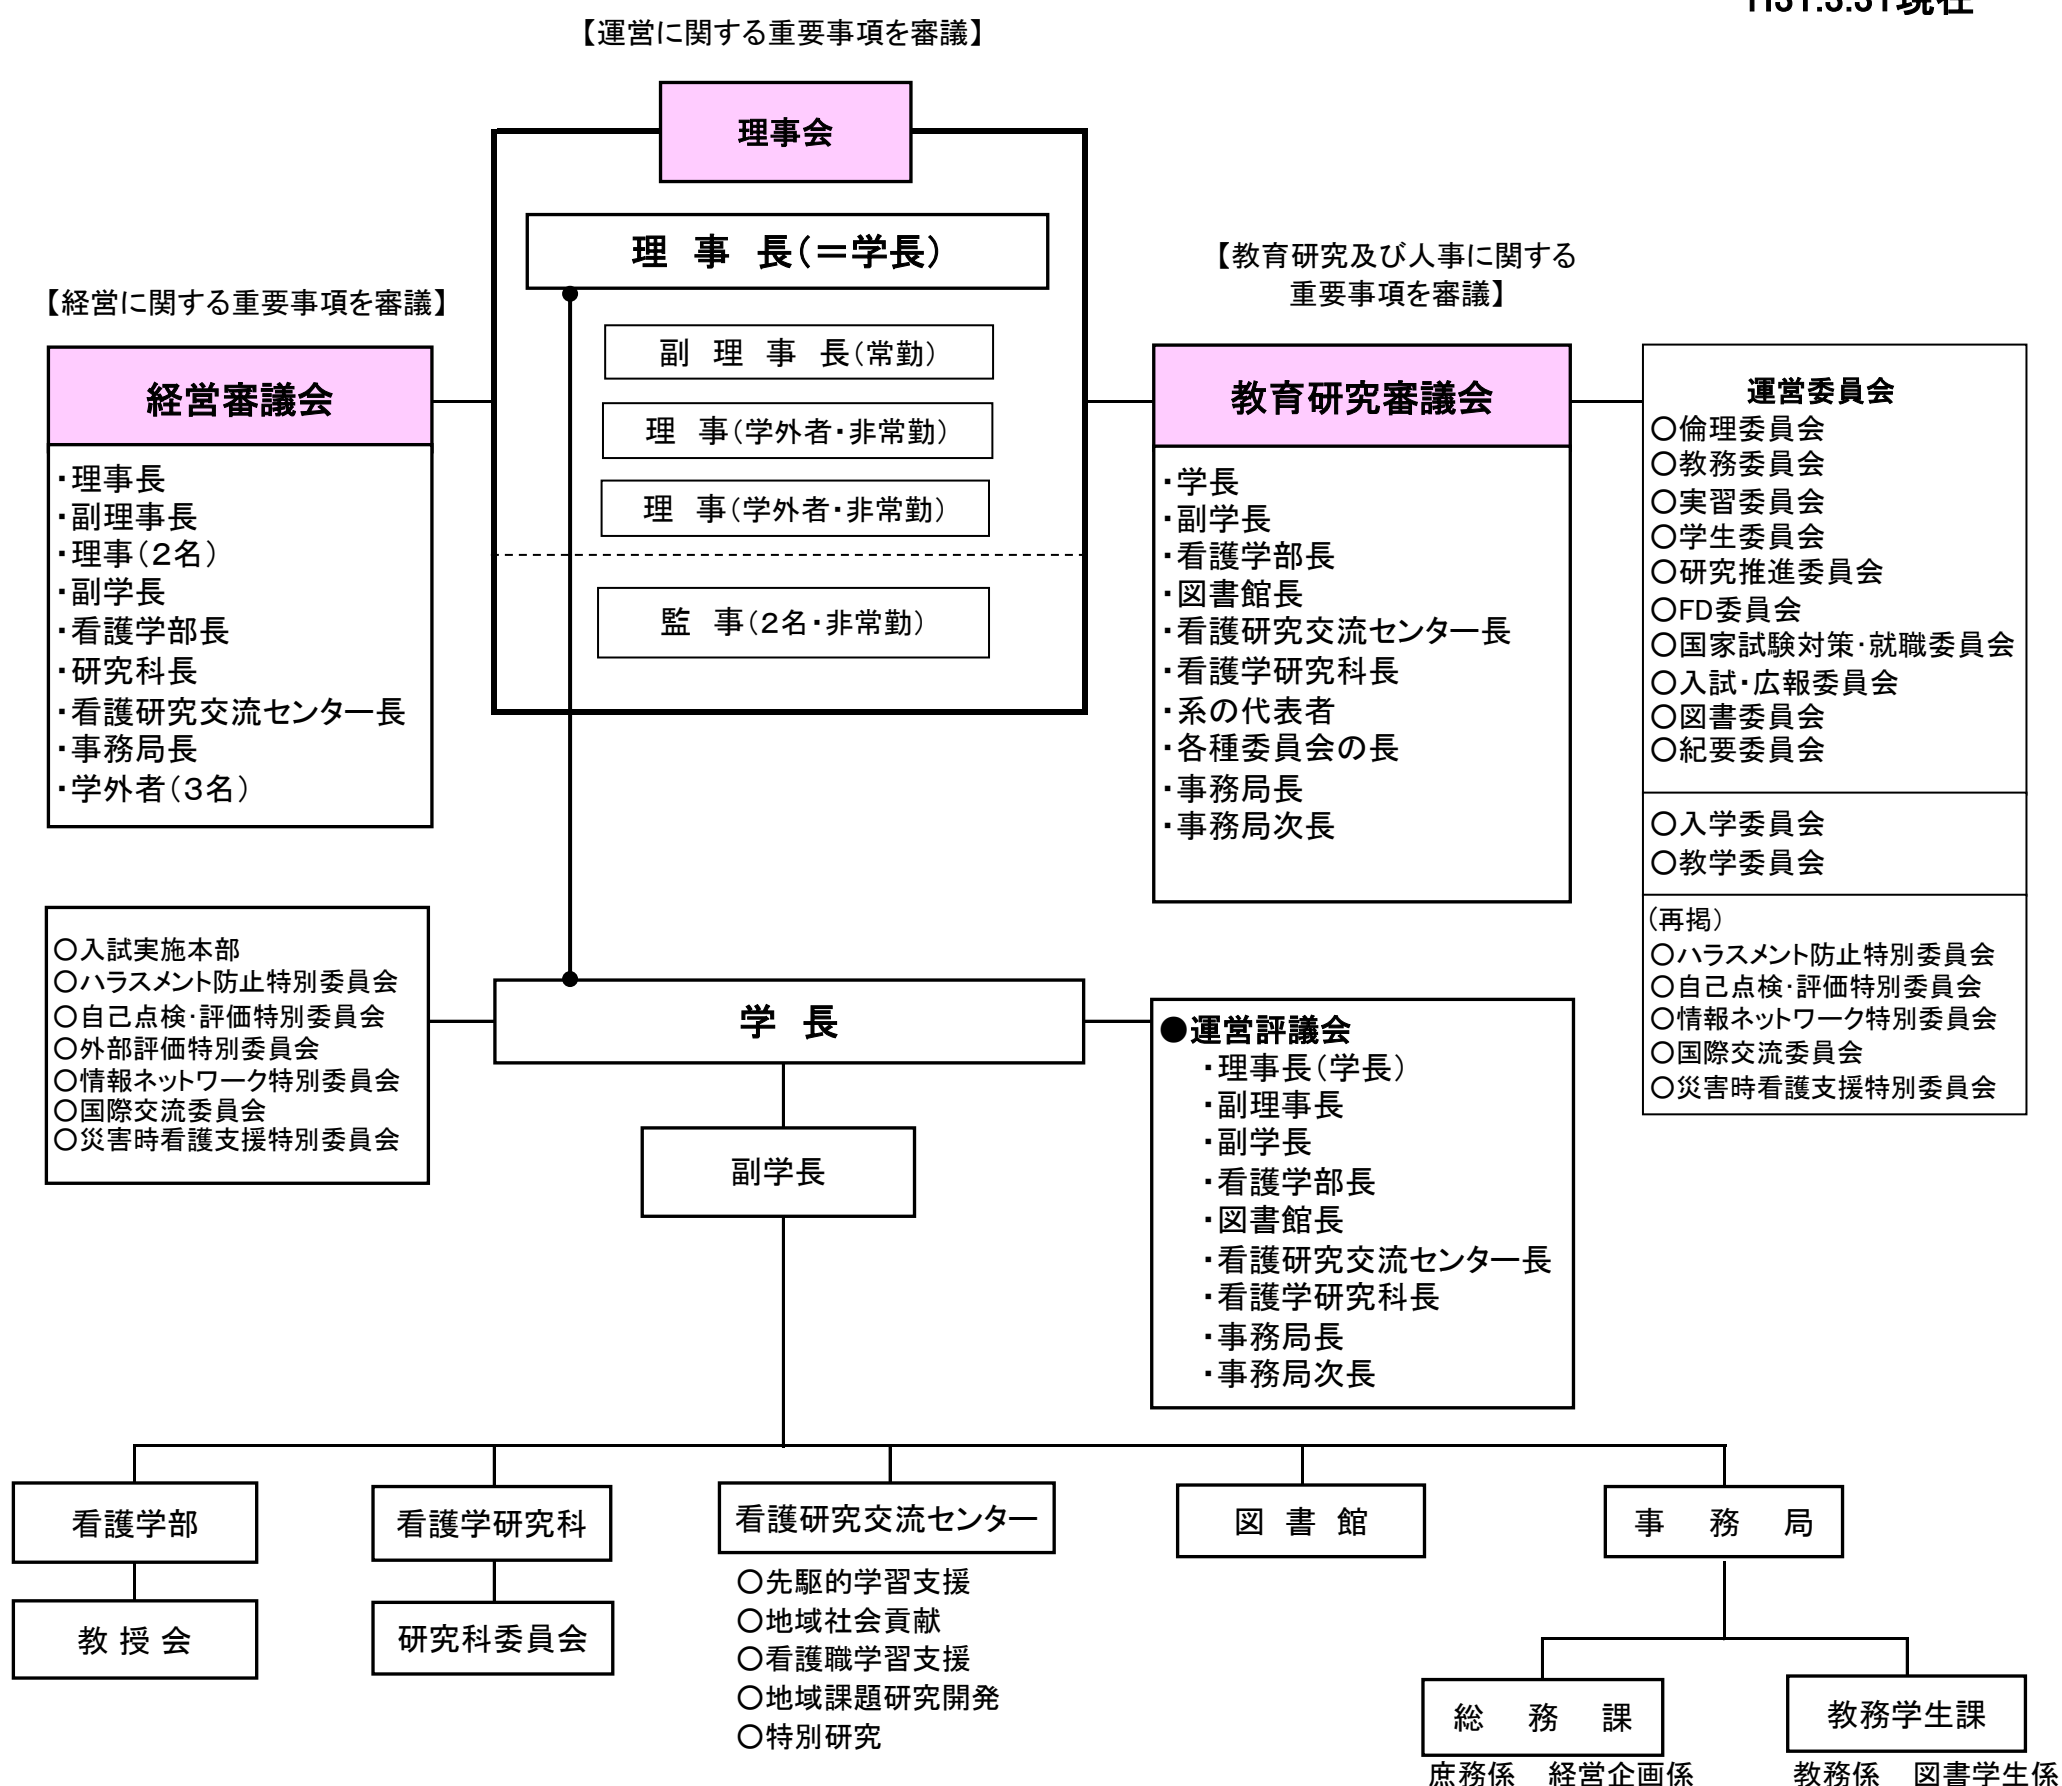 H31.3.31現在
【運営に関する重要事項を審議】
理事会
理　事　長(＝学長)
副　理　事　長(常勤)
理　事(学外者・非常勤)
理　事(学外者・非常勤)
監　事(2名・非常勤)
【経営に関する重要事項を審議】
経営審議会
・理事長
・副理事長
・理事(2名)
・副学長
・看護学部長
・研究科長
・看護研究交流センター長
・事務局長
・学外者(3名)
【教育研究及び人事に関する
重要事項を審議】
教育研究審議会
・学長
・副学長
・看護学部長
・図書館長
・看護研究交流センター長
・看護学研究科長
・系の代表者
・各種委員会の長
・事務局長
・事務局次長
運営委員会
○倫理委員会
○教務委員会
○実習委員会
○学生委員会
○研究推進委員会
○FD委員会
○国家試験対策・就職委員会
○入試・広報委員会
○図書委員会
○紀要委員会
○入学委員会
○教学委員会
(再掲)
○ハラスメント防止特別委員会
○自己点検・評価特別委員会
○情報ネットワーク特別委員会
○国際交流委員会
○災害時看護支援特別委員会
○入試実施本部
○ハラスメント防止特別委員会
○自己点検・評価特別委員会
○外部評価特別委員会
○情報ネットワーク特別委員会
○国際交流委員会
○災害時看護支援特別委員会
学　長
●運営評議会
・理事長(学長)
・副理事長
・副学長
・看護学部長
・図書館長
・看護研究交流センター長
・看護学研究科長
・事務局長
・事務局次長
副学長
看護学部
教 授 会
看護学研究科
研究科委員会
看護研究交流センター
○先駆的学習支援
○地域社会貢献
○看護職学習支援
○地域課題研究開発
○特別研究
図 書 館
事　務　局
総　務　課
庶務係　経営企画係
教務学生課
教務係　図書学生係